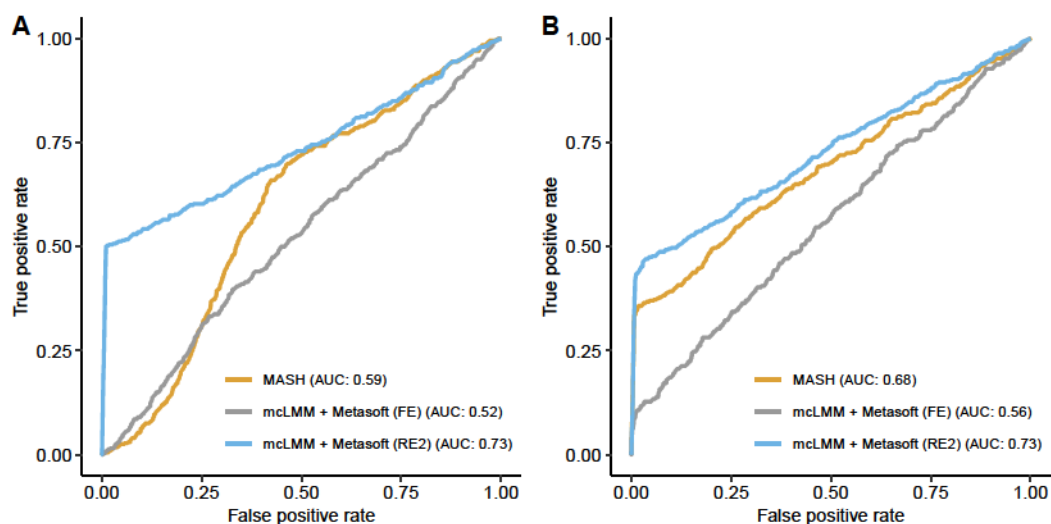 A
1.00
0.75
0.50
0.25
0.00
True positive rate
MASH (AUC: 0.59)
mcLMM + Metasoft (FE) (AUC: 0.52)
mcLMM + Metasoft (RE2) (AUC: 0.73)
0.00 0.25 0.50 0.75 1.00
False positive rate
B
1.00
0.75
0.50
0.25
0.00
True positive rate
MASH (AUC: 0.68)
mcLMM + Metasoft (FE) (AUC: 0.56)
mcLMM + Metasoft (RE2) (AUC: 0.73)
0.00 0.25 0.50 0.75 1.00
False positive rate